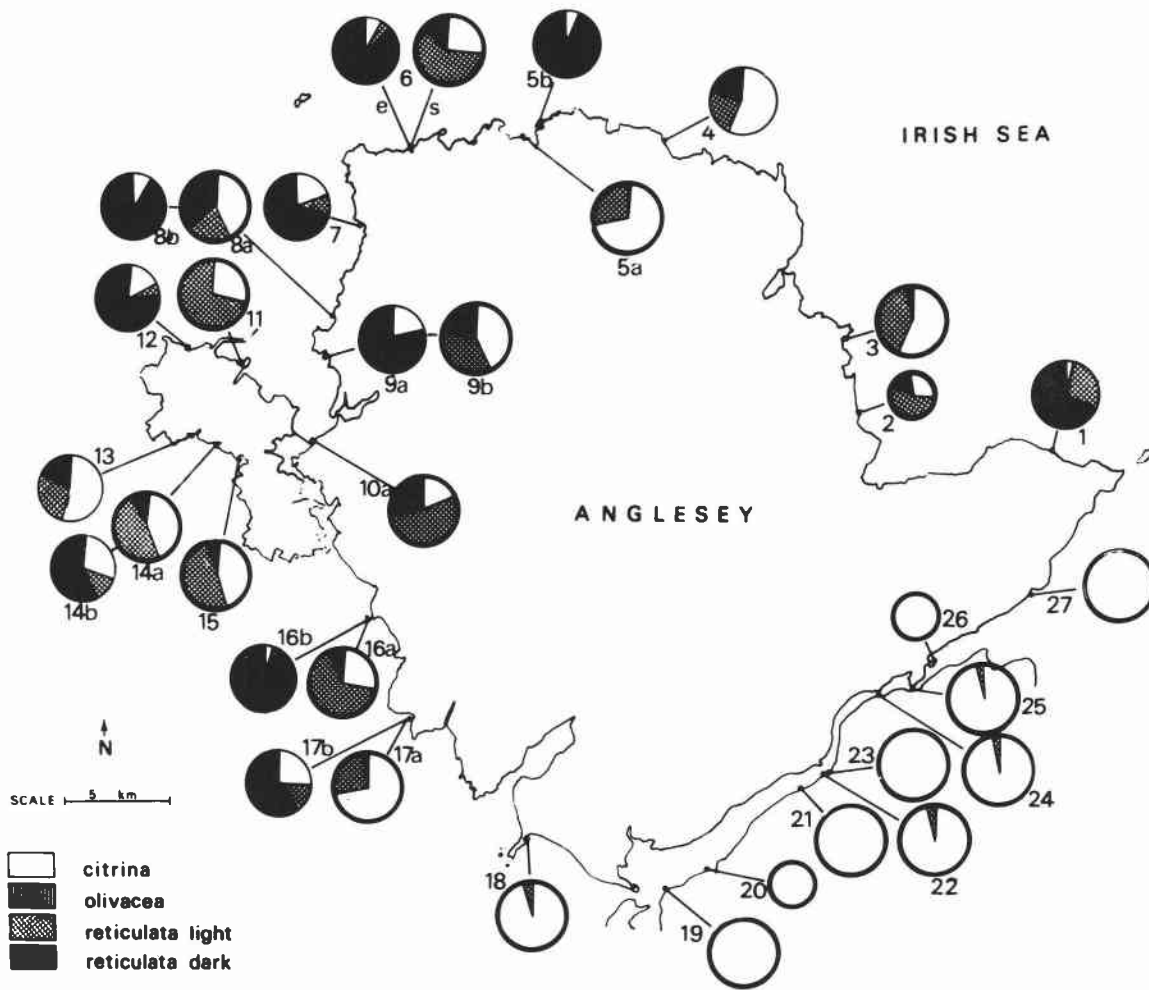 5b
6
e
s
4
IRISH SEA
8b
8a
7
5a
11
12
3
9a
9b
2
1
13
10a
ANGLESEY
14a
14b
15
27
26
16b
16a
25
N
17b
17a
23
24
SCALE 5 km
21
22
citrina
18
20
olivacea
19
reticulata light
reticulata dark